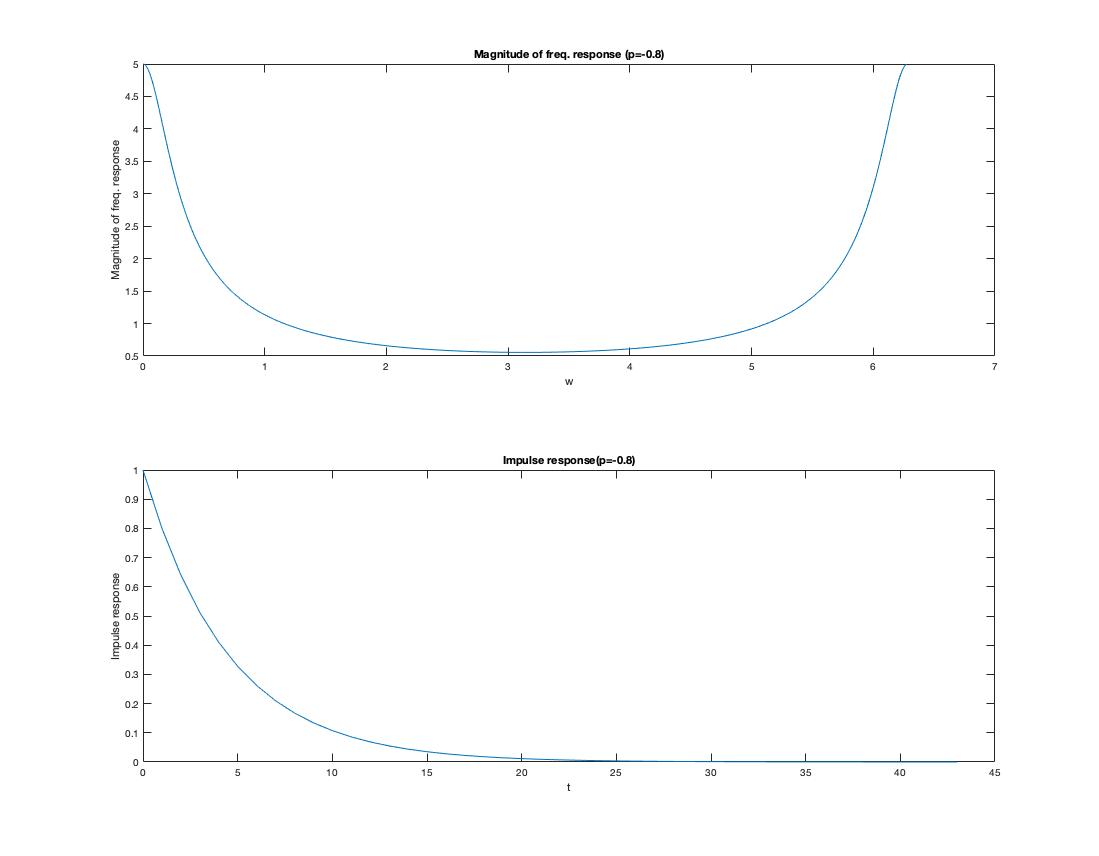 Magnitude of freq. response (p=-0.8)
Magnitude of freq. response
5
4.5
4
3.5
3
2.5
2
1.5
1
0.5
0 1 2 3 4 5 6 7
w
Impulse response(p=-0.8)
Impulse response
1
0.9
0.8
0.7
0.6
0.5
0.4
0.3
0.2
0.1
0
0 5 10 15 20 25 30 35 40 45
t